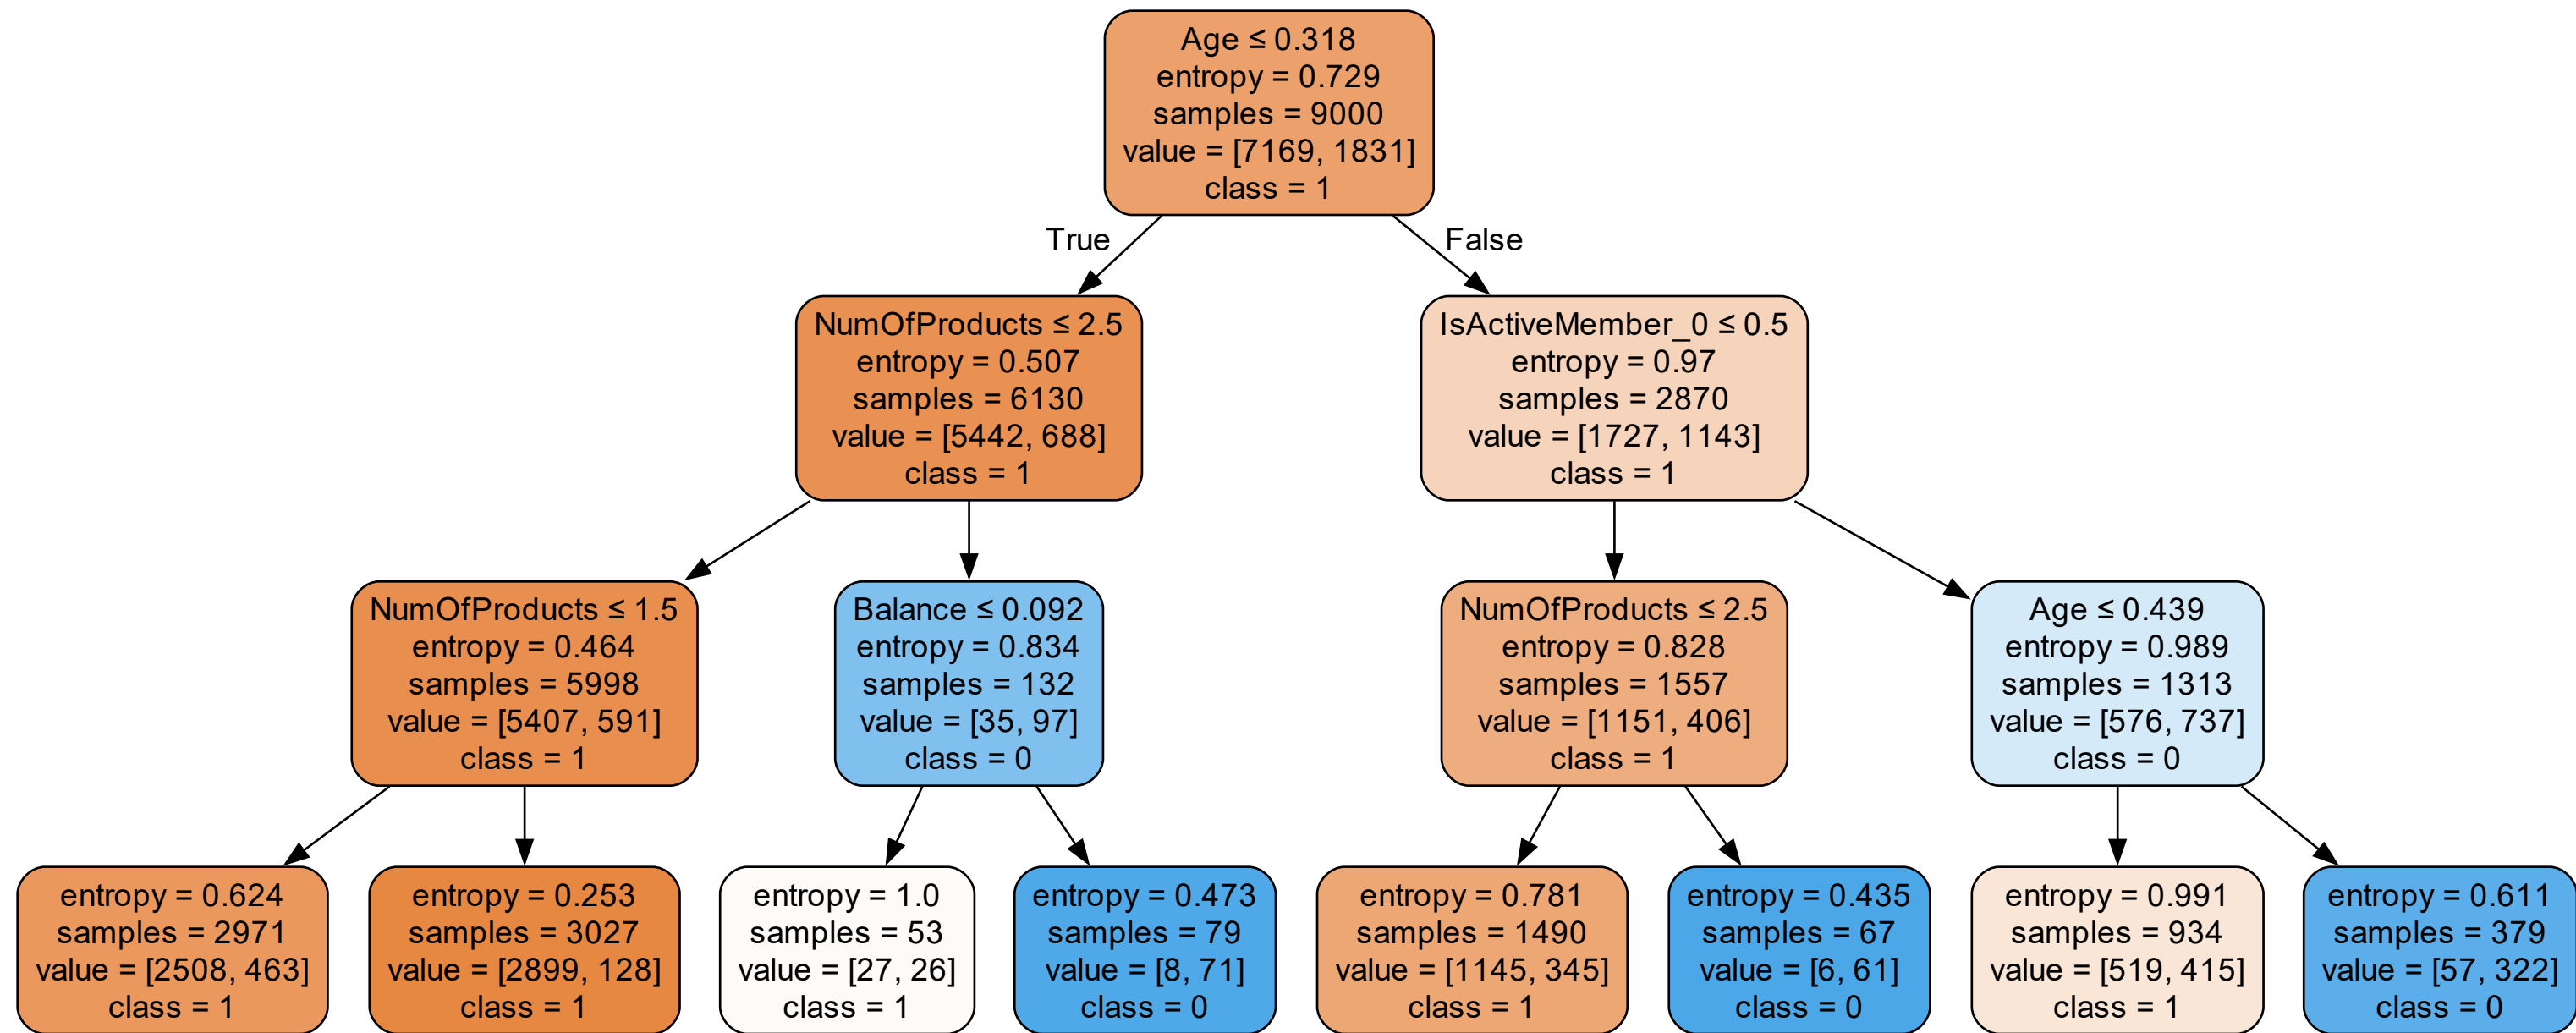 Age ≤ 0.318
entropy = 0.729
samples = 9000
value = [7169, 1831]
class = 1
True
False
NumOfProducts ≤ 2.5
entropy = 0.507
samples = 6130
value = [5442, 688]
class = 1
IsActiveMember_0 ≤ 0.5
entropy = 0.97
samples = 2870
value = [1727, 1143]
class = 1
NumOfProducts ≤ 1.5
entropy = 0.464
samples = 5998
value = [5407, 591]
class = 1
Balance ≤ 0.092
entropy = 0.834
samples = 132
value = [35, 97]
class = 0
NumOfProducts ≤ 2.5
entropy = 0.828
samples = 1557
value = [1151, 406]
class = 1
Age ≤ 0.439
entropy = 0.989
samples = 1313
value = [576, 737]
class = 0
entropy = 0.624
samples = 2971
value = [2508, 463]
class = 1
entropy = 0.253
samples = 3027
value = [2899, 128]
class = 1
entropy = 1.0
samples = 53
value = [27, 26]
class = 1
entropy = 0.473
samples = 79
value = [8, 71]
class = 0
entropy = 0.781
samples = 1490
value = [1145, 345]
class = 1
entropy = 0.435
samples = 67
value = [6, 61]
class = 0
entropy = 0.991
samples = 934
value = [519, 415]
class = 1
entropy = 0.611
samples = 379
value = [57, 322]
class = 0